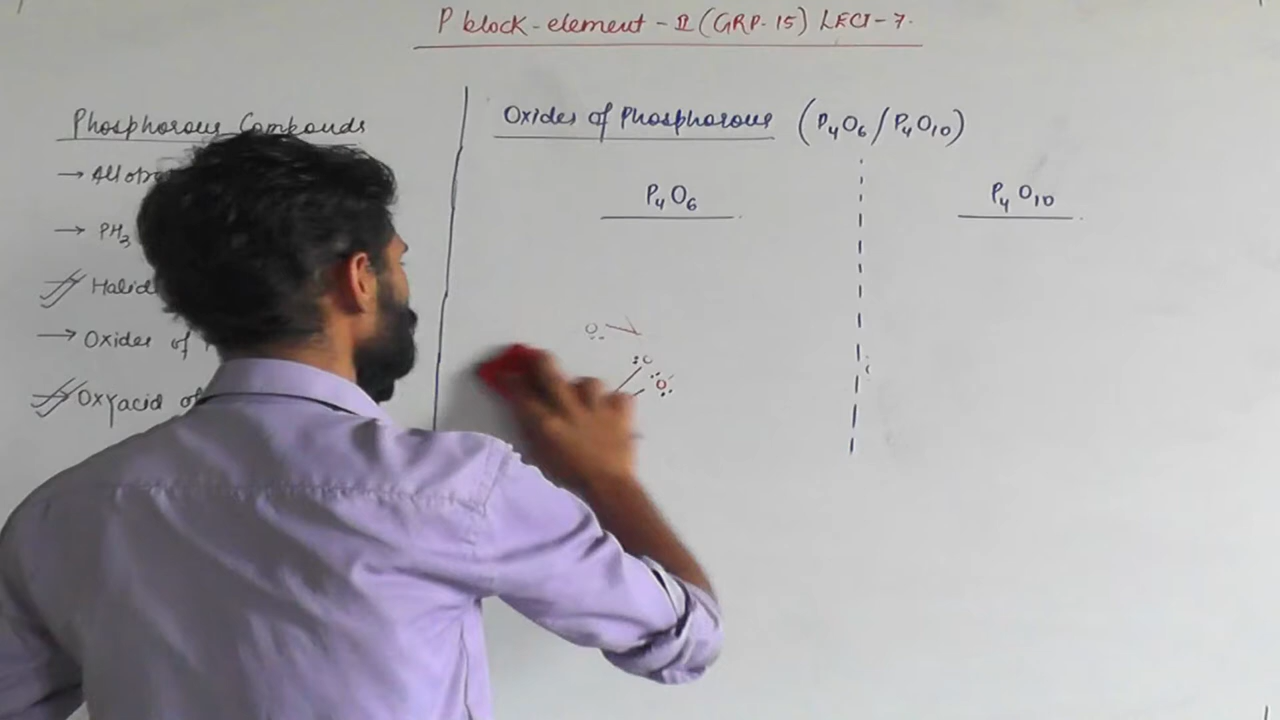 P block-element-II (GRP-15) LECT-7.
Phosphorous Compounds
→
→ PH3
→ Oxides of
Oxyacid of
Oxides of Phosphorous (P4O6/P4O10)
P4O6
P4O10
O
:O
O